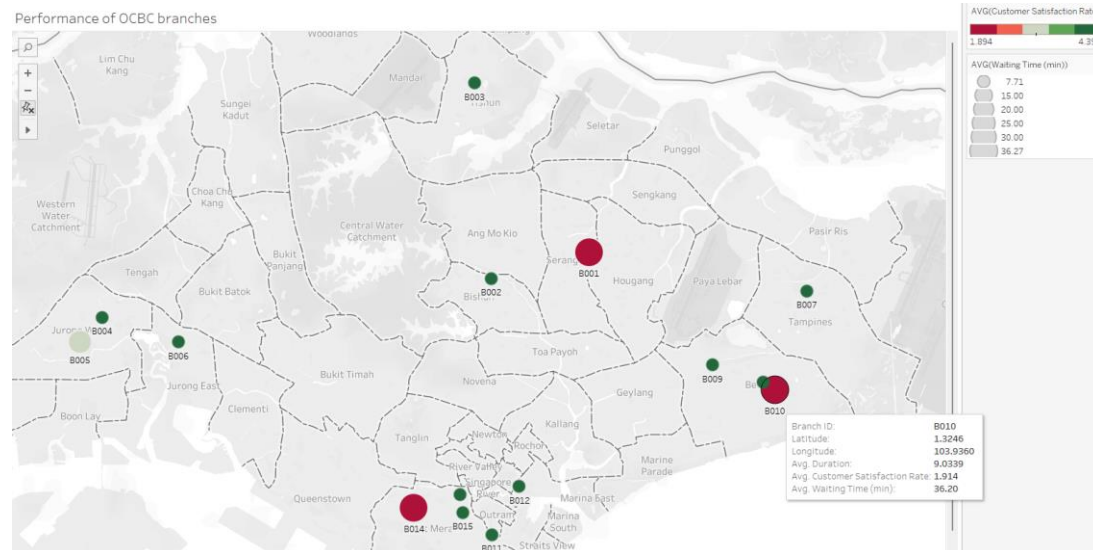 Performance of OCBC branches
AVG(Customer Satisfaction Rate
1.894
4.39
AVG(Waiting Time (min))
7.71
15.00
20.00
25.00
30.00
36.27
Woodlands
Lim Chu
Kang
Mandai
B003
Sungei
Kadut
Seletar
Punggol
Choa Chu
Kang
Sengkang
Western
Water
Catchment
Central Water
Catchment
Ang Mo Kio
Pasir Ris
Bukit
Panjang
B001
Hougang
Paya Lebar
Tengah
Bukit Batok
B002
B007
Tampines
B004
B005
B006
Toa Payoh
Jurong East
Bukit Timah
Novena
B009
Geylang
Clementi
Boon Lay
B010
Kallang
Tanglin
Newton
Rochor
Marine
Parade
River Valley
Singapore
River
Queenstown
B012
Marina East
B014
B015
Outram
Marina
South
B011
Straits View
Branch ID: B010
Latitude: 1.3246
Longitude: 103.9360
Avg. Duration: 9.0339
Avg. Customer Satisfaction Rate: 1.914
Avg. Waiting Time (min): 36.20